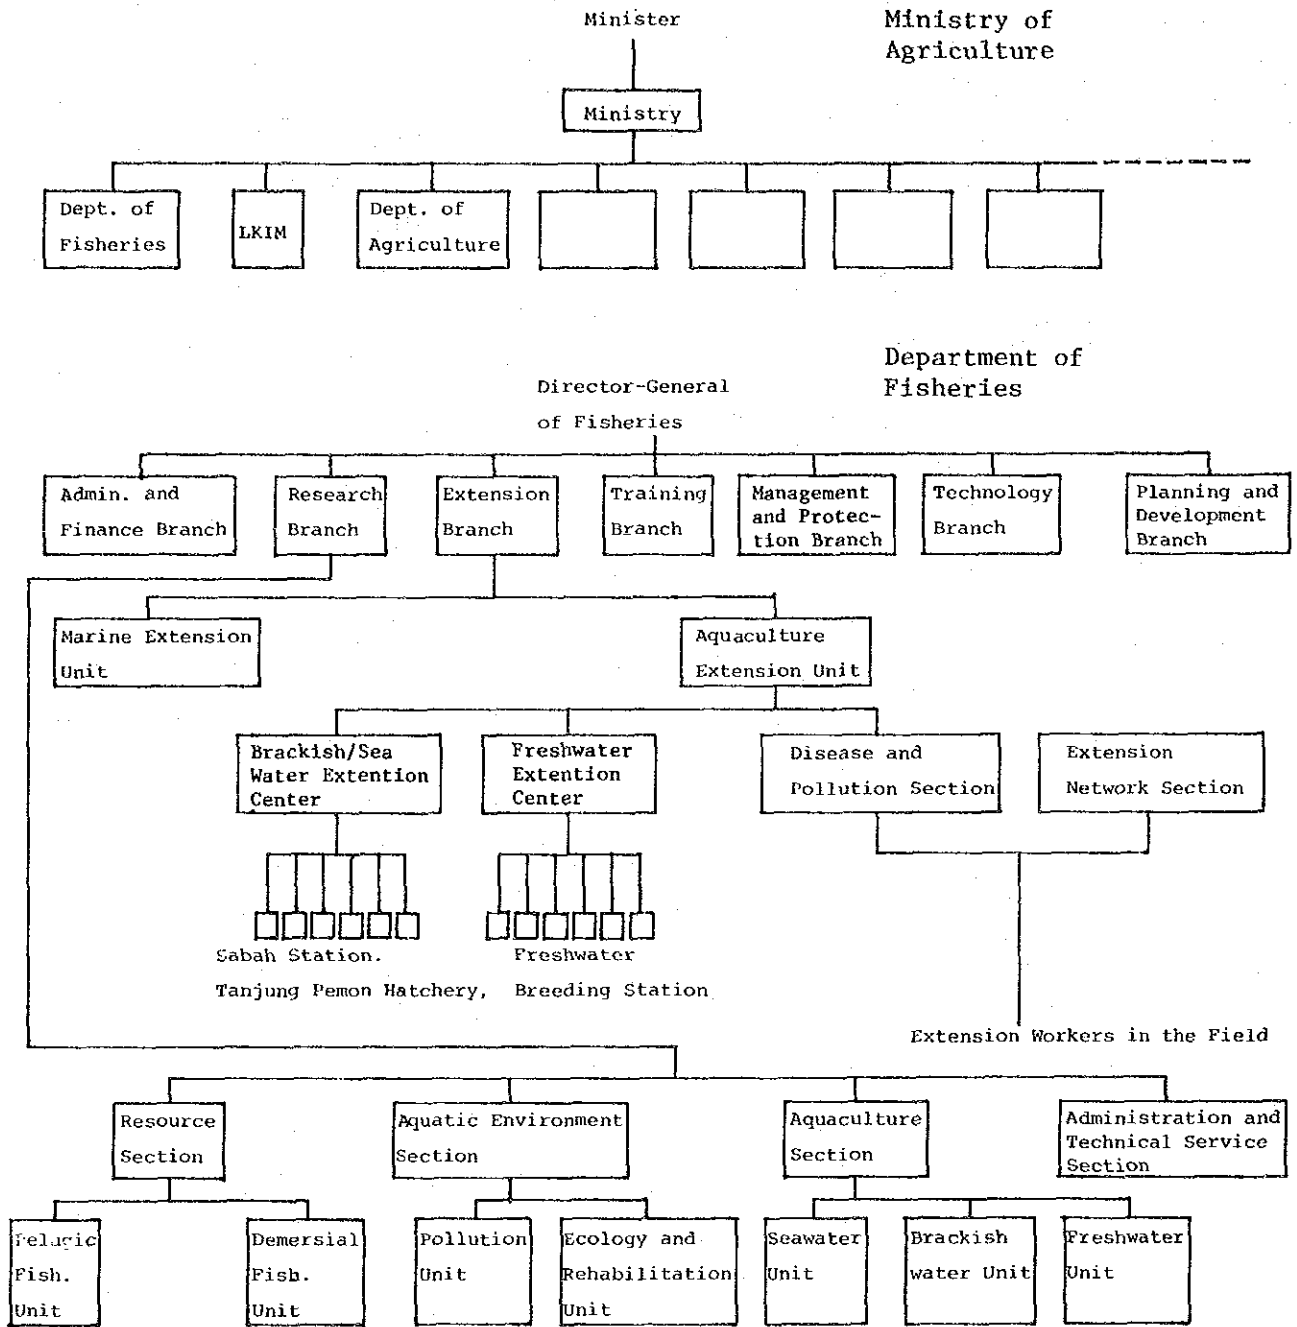 Minister
Ministry of
Agriculture
Ministry
Dept. of
Fisheries
LKIM
Dept. of
Agriculture
Department of
Fisheries
Director-General
of Fisheries
Admin. and
Finance Branch
Research
Branch
Extension
Branch
Training
Branch
Management
and Protec-
tion Branch
Technology
Branch
Planning and
Development
Branch
Marine Extension
Unit
Aquaculture
Extension Unit
Brackish/Sea
Water Extention
Center
Freshwater
Extention
Center
Disease and
Pollution Section
Extension
Network Section
Sabah Station.
Tanjung Pemon Hatchery,
Freshwater
Breeding Station
Extension Workers in the Field
Resource
Section
Aquatic Environment
Section
Aquaculture
Section
Administration and
Technical Service
Section
Pelagic
Fish.
Unit
Demersial
Fish.
Unit
Pollution
Unit
Ecology and
Rehabilitation
Unit
Seawater
Unit
Brackish
water Unit
Freshwater
Unit